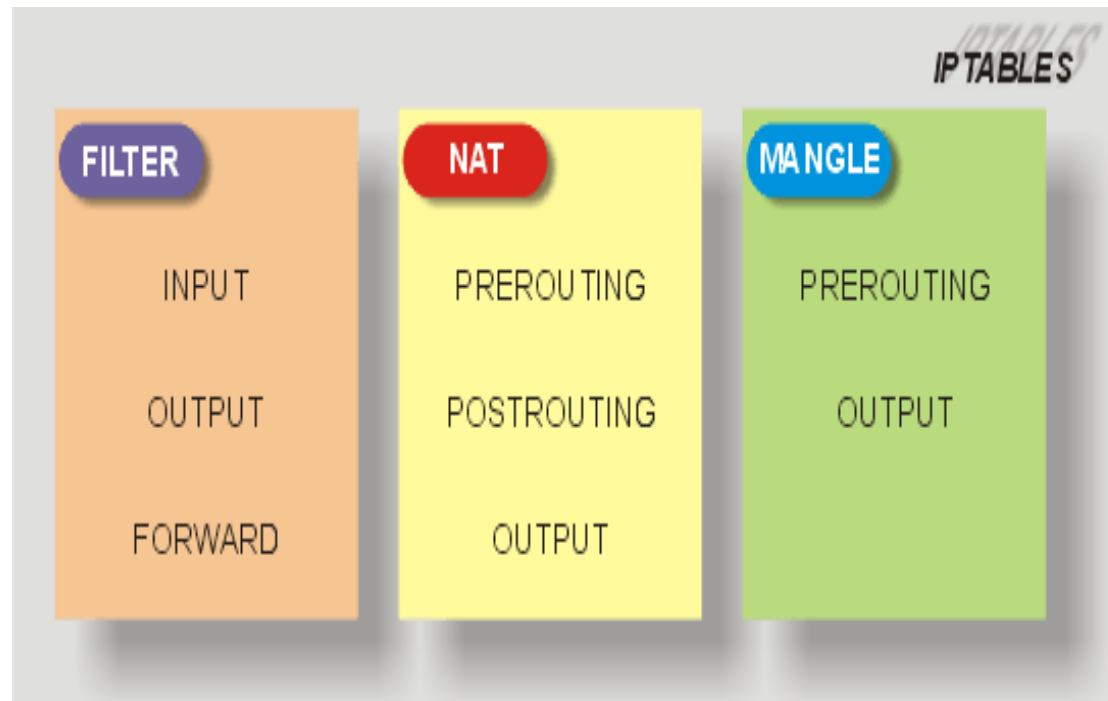 IPTABLES
FILTER
INPUT
OUTPUT
FORWARD
NAT
PREROUTING
POSTROUTING
OUTPUT
MANGLE
PREROUTING
OUTPUT